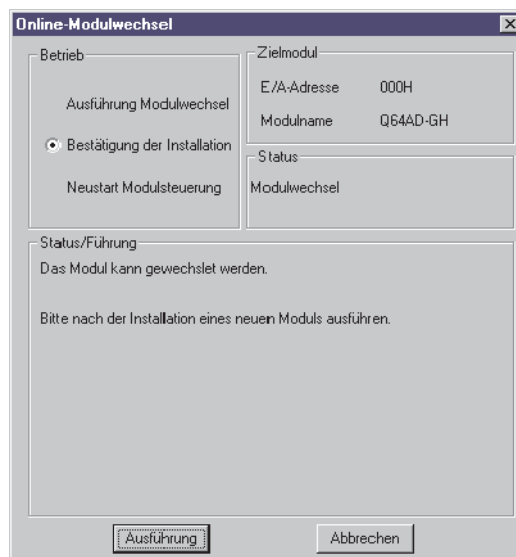 Online-Modulwechsel
Betrieb
Ausführung Modulwechsel
Bestätigung der Installation
Neustart Modulsteuerung
Zielmodul
E/A-Adresse 000H
Modulname Q64AD-GH
Status
Modulwechsel
Status/Führung
Das Modul kann gewechslet werden.
Bitte nach der Installation eines neuen Moduls ausführen.
Ausführung
Abbrechen